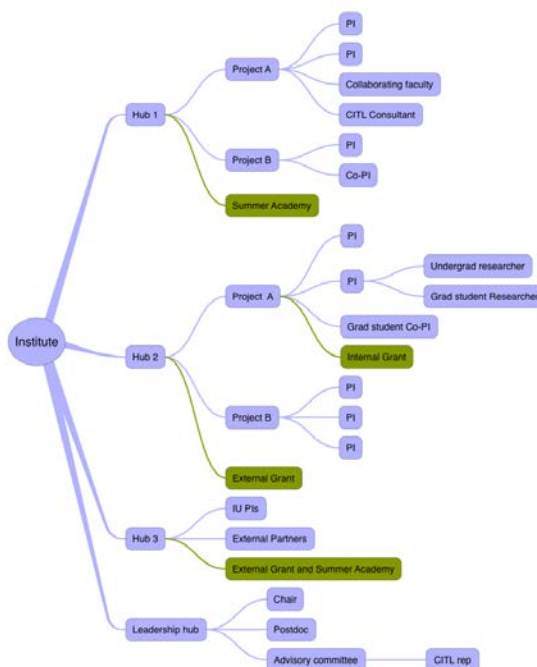 Institute
Hub 1
Project A
PI
PI
Collaborating faculty
CITL Consultant
Project B
PI
Co-PI
Summer Academy
Hub 2
Project A
PI
PI
Undergrad researcher
Grad student Researcher
Grad student Co-PI
Internal Grant
Project B
PI
PI
PI
External Grant
Hub 3
IU PIs
External Partners
External Grant and Summer Academy
Leadership hub
Chair
Postdoc
Advisory committee
CITL rep